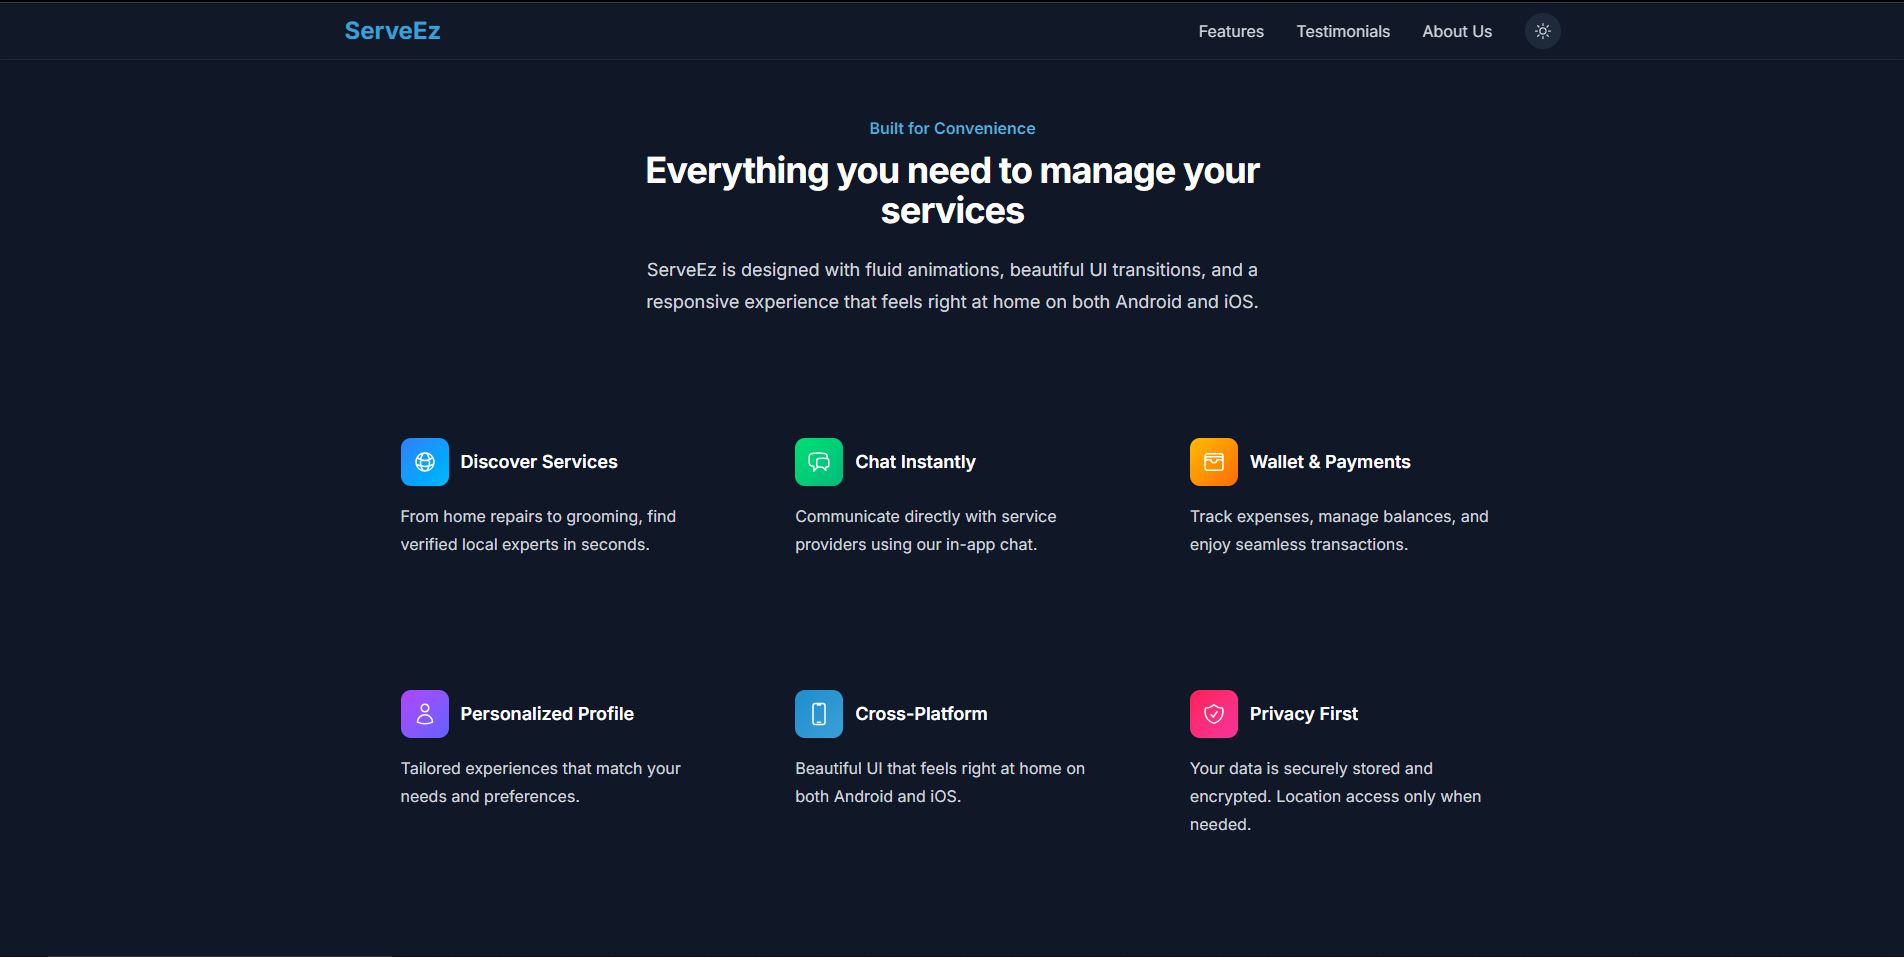 ServeEz
Features
Testimonials
About Us
Built for Convenience
Everything you need to manage your
services
ServeEz is designed with fluid animations, beautiful UI transitions, and a
responsive experience that feels right at home on both Android and iOS.
Discover Services
From home repairs to grooming, find
verified local experts in seconds.
Chat Instantly
Communicate directly with service
providers using our in-app chat.
Wallet & Payments
Track expenses, manage balances, and
enjoy seamless transactions.
Personalized Profile
Tailored experiences that match your
needs and preferences.
Cross-Platform
Beautiful UI that feels right at home on
both Android and iOS.
Privacy First
Your data is securely stored and
encrypted. Location access only when
needed.